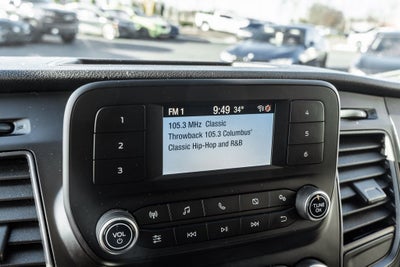 FM 1 9:49 34°
105.3 MHz Classic
Throwback 105.3 Columbus'
Classic Hip-Hop and R&B
1
2
3
4
5
6
VOL
TUNE
OK